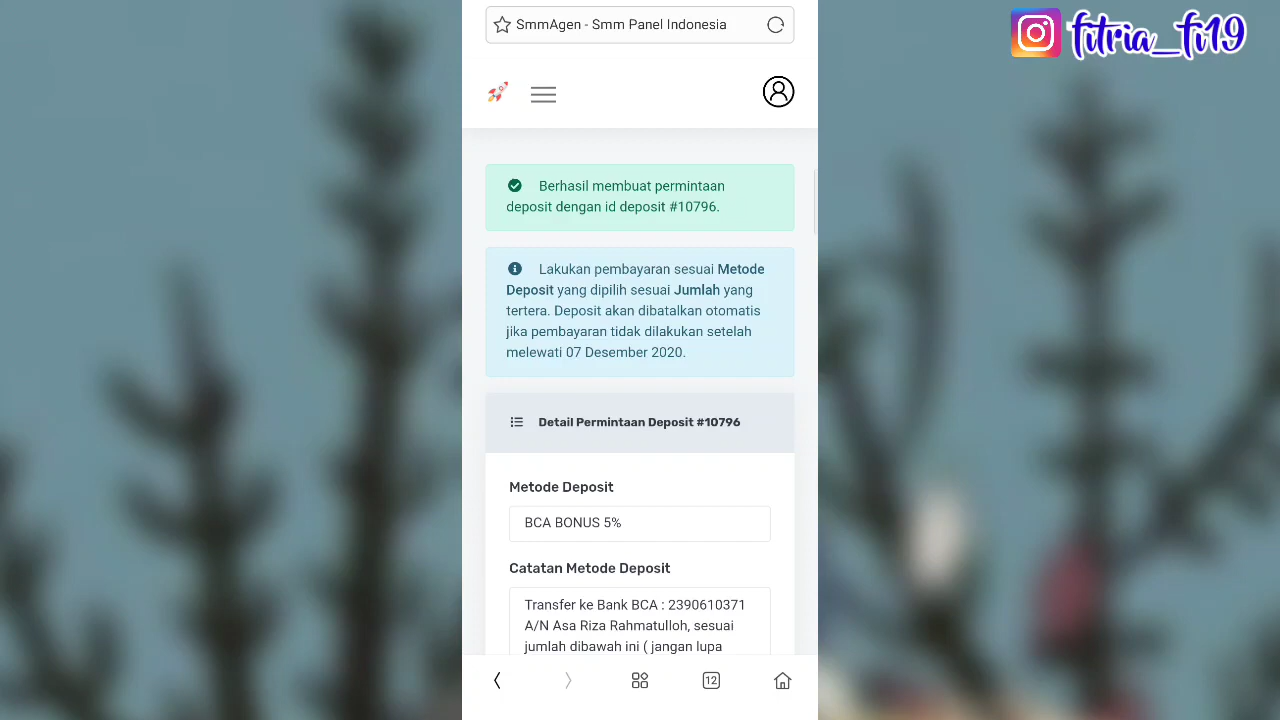 SmmAgen - Smm Panel Indonesia
fitria_fi19
Berhasil membuat permintaan
deposit dengan id deposit #10796.
Lakukan pembayaran sesuai Metode
Deposit yang dipilih sesuai Jumlah yang
tertera. Deposit akan dibatalkan otomatis
jika pembayaran tidak dilakukan setelah
melewati 07 Desember 2020.
Detail Permintaan Deposit #10796
Metode Deposit
BCA BONUS 5%
Catatan Metode Deposit
Transfer ke Bank BCA : 2390610371
A/N Asa Riza Rahmatulloh, sesuai
jumlah dibawah ini ( jangan lupa
12